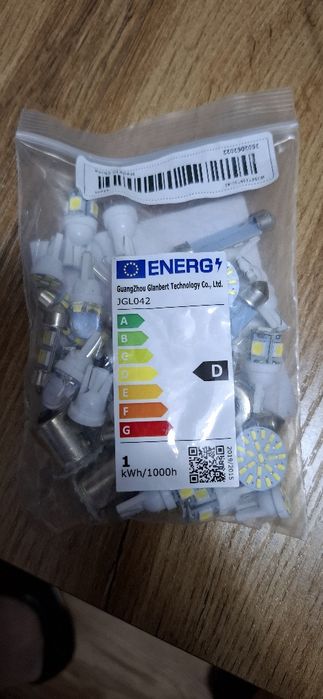 ENERG
GuangZhou Glanbert Technology Co., Ltd.
JGL042
A
B
C
D
E
F
G
D
1
kWh/1000h
2019/2015